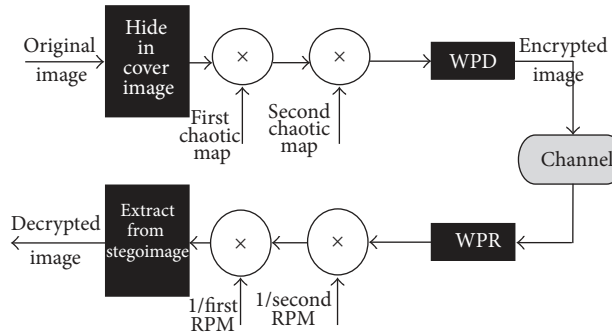 Original
image
Hide
in
cover
image
×
×
First
chaotic
map
Second
chaotic
map
WPD
Encrypted
image
Channel
WPR
×
×
1/second
RPM
1/first
RPM
Extract
from
stegoimage
Decrypted
image